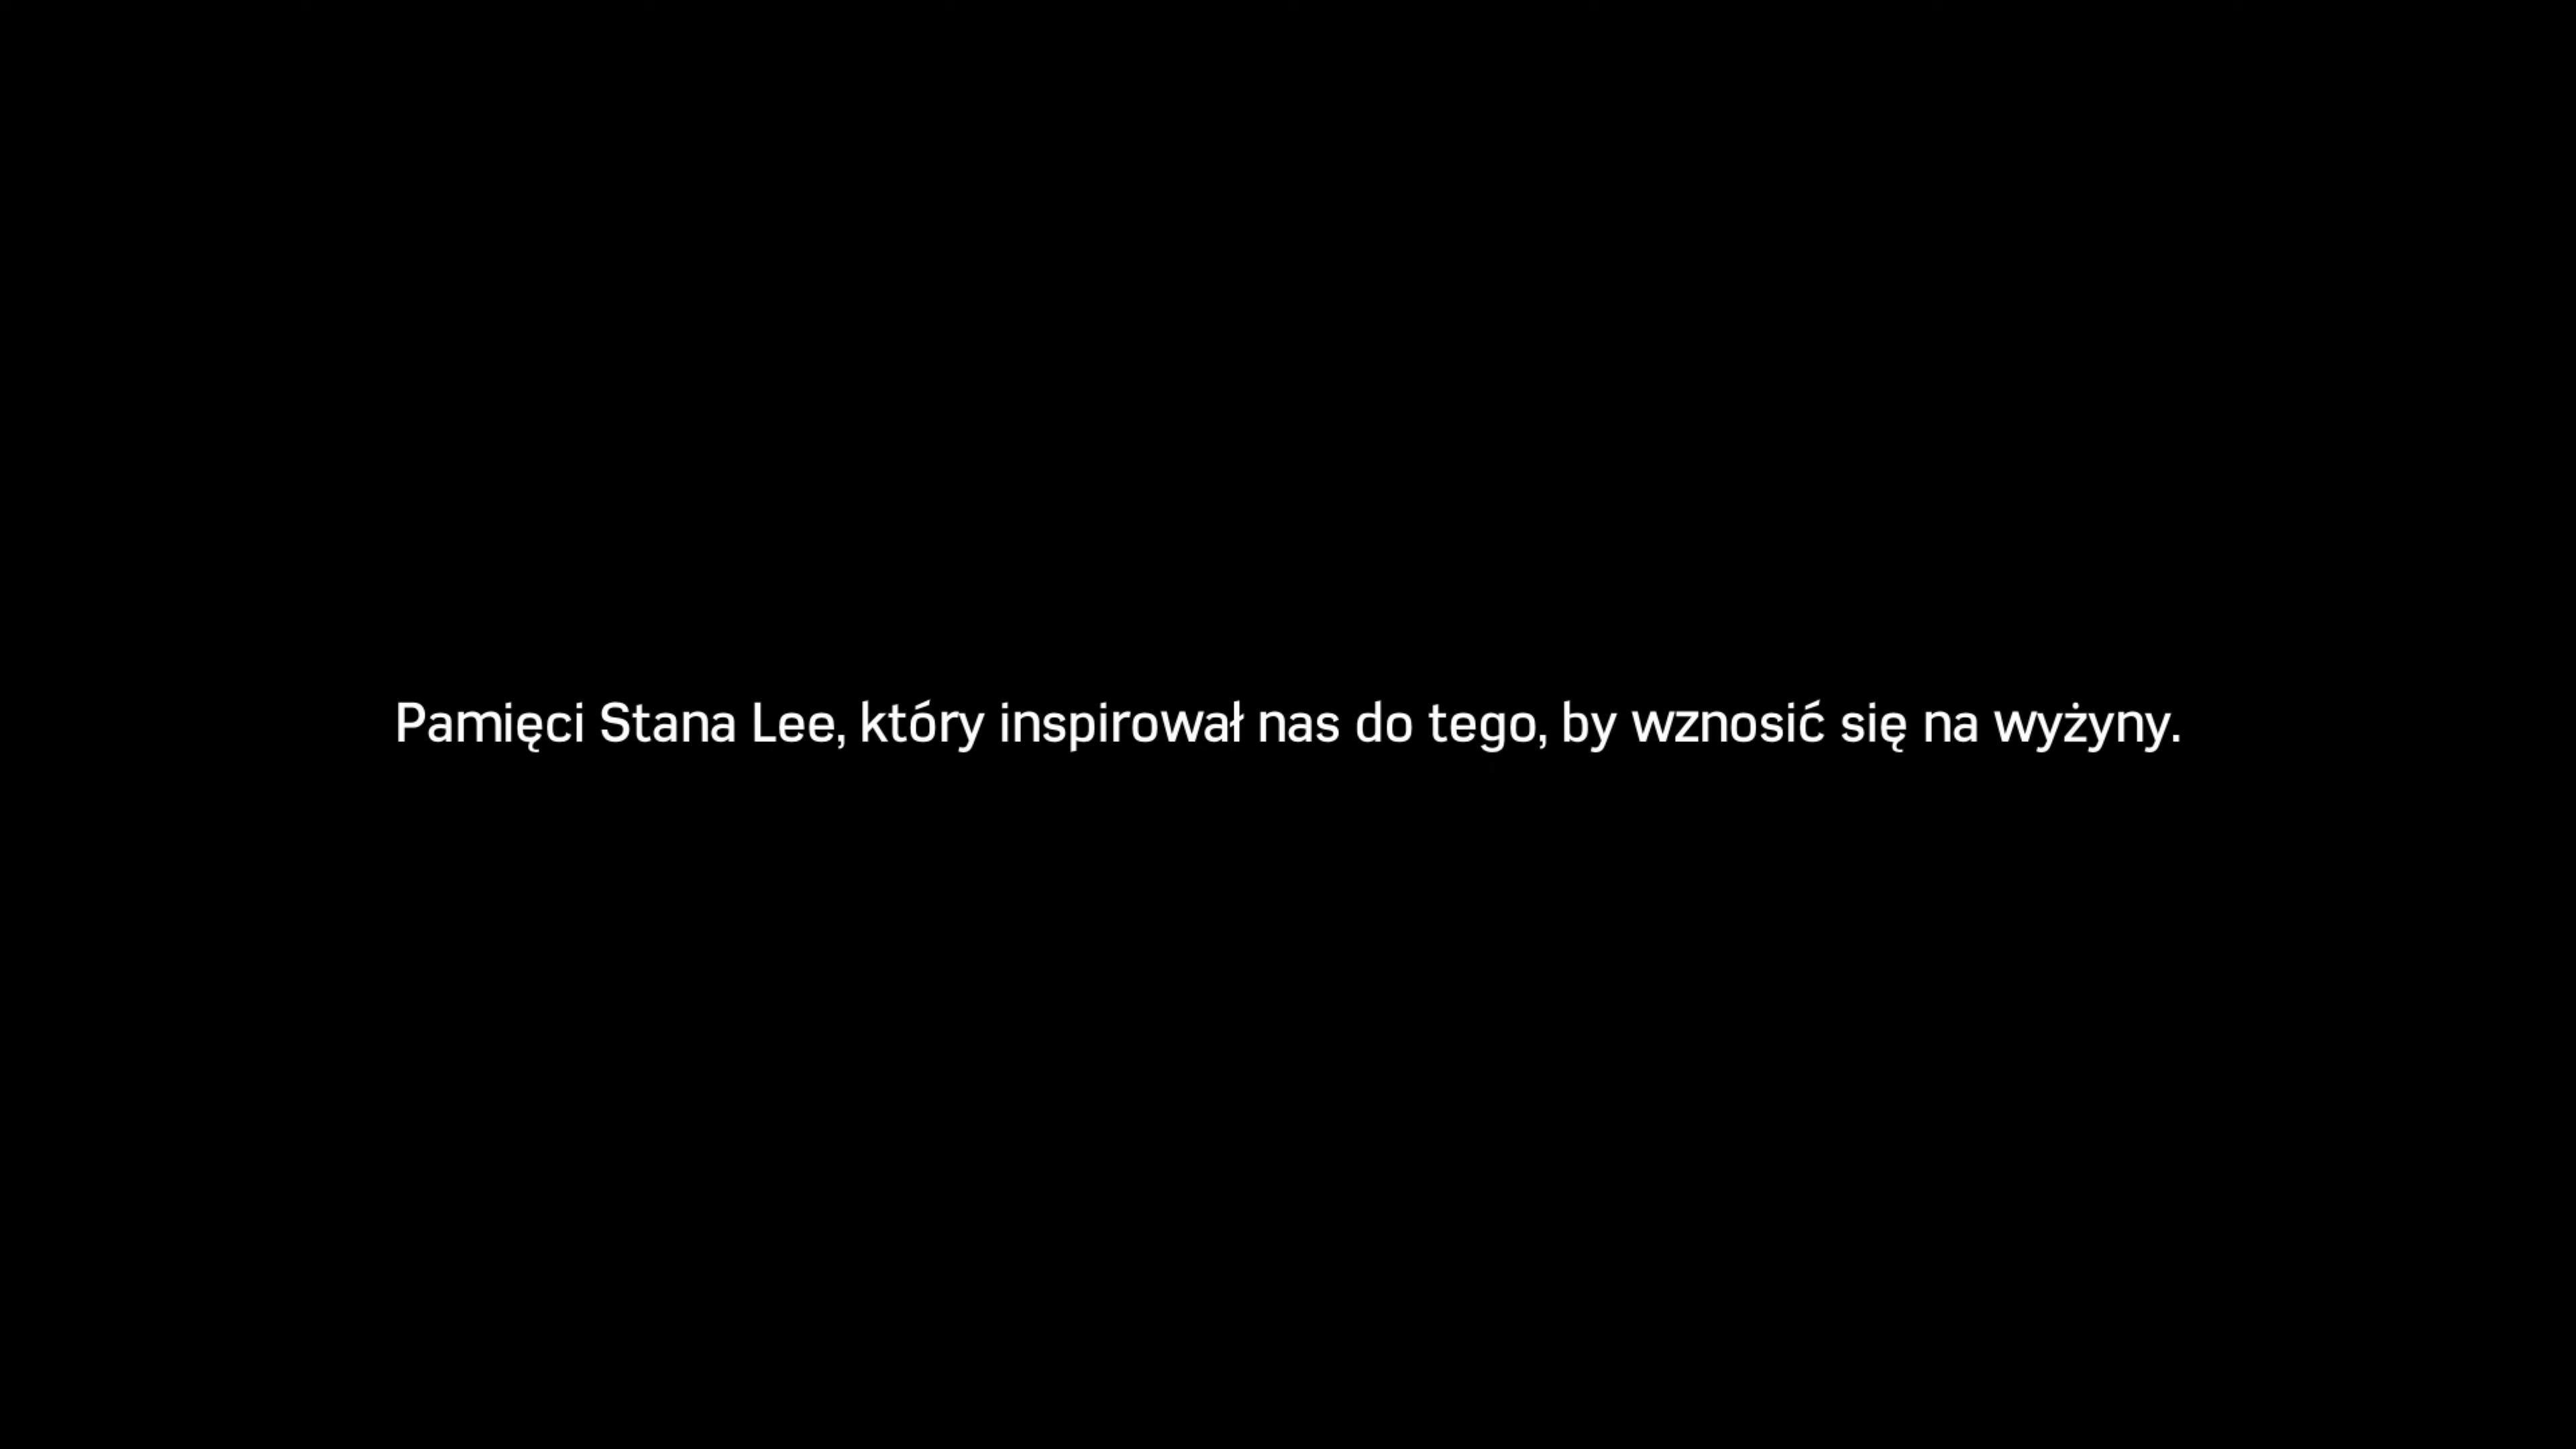 Pamięci Stana Lee, który inspirował nas do tego, by wznosić się na wyżyny.